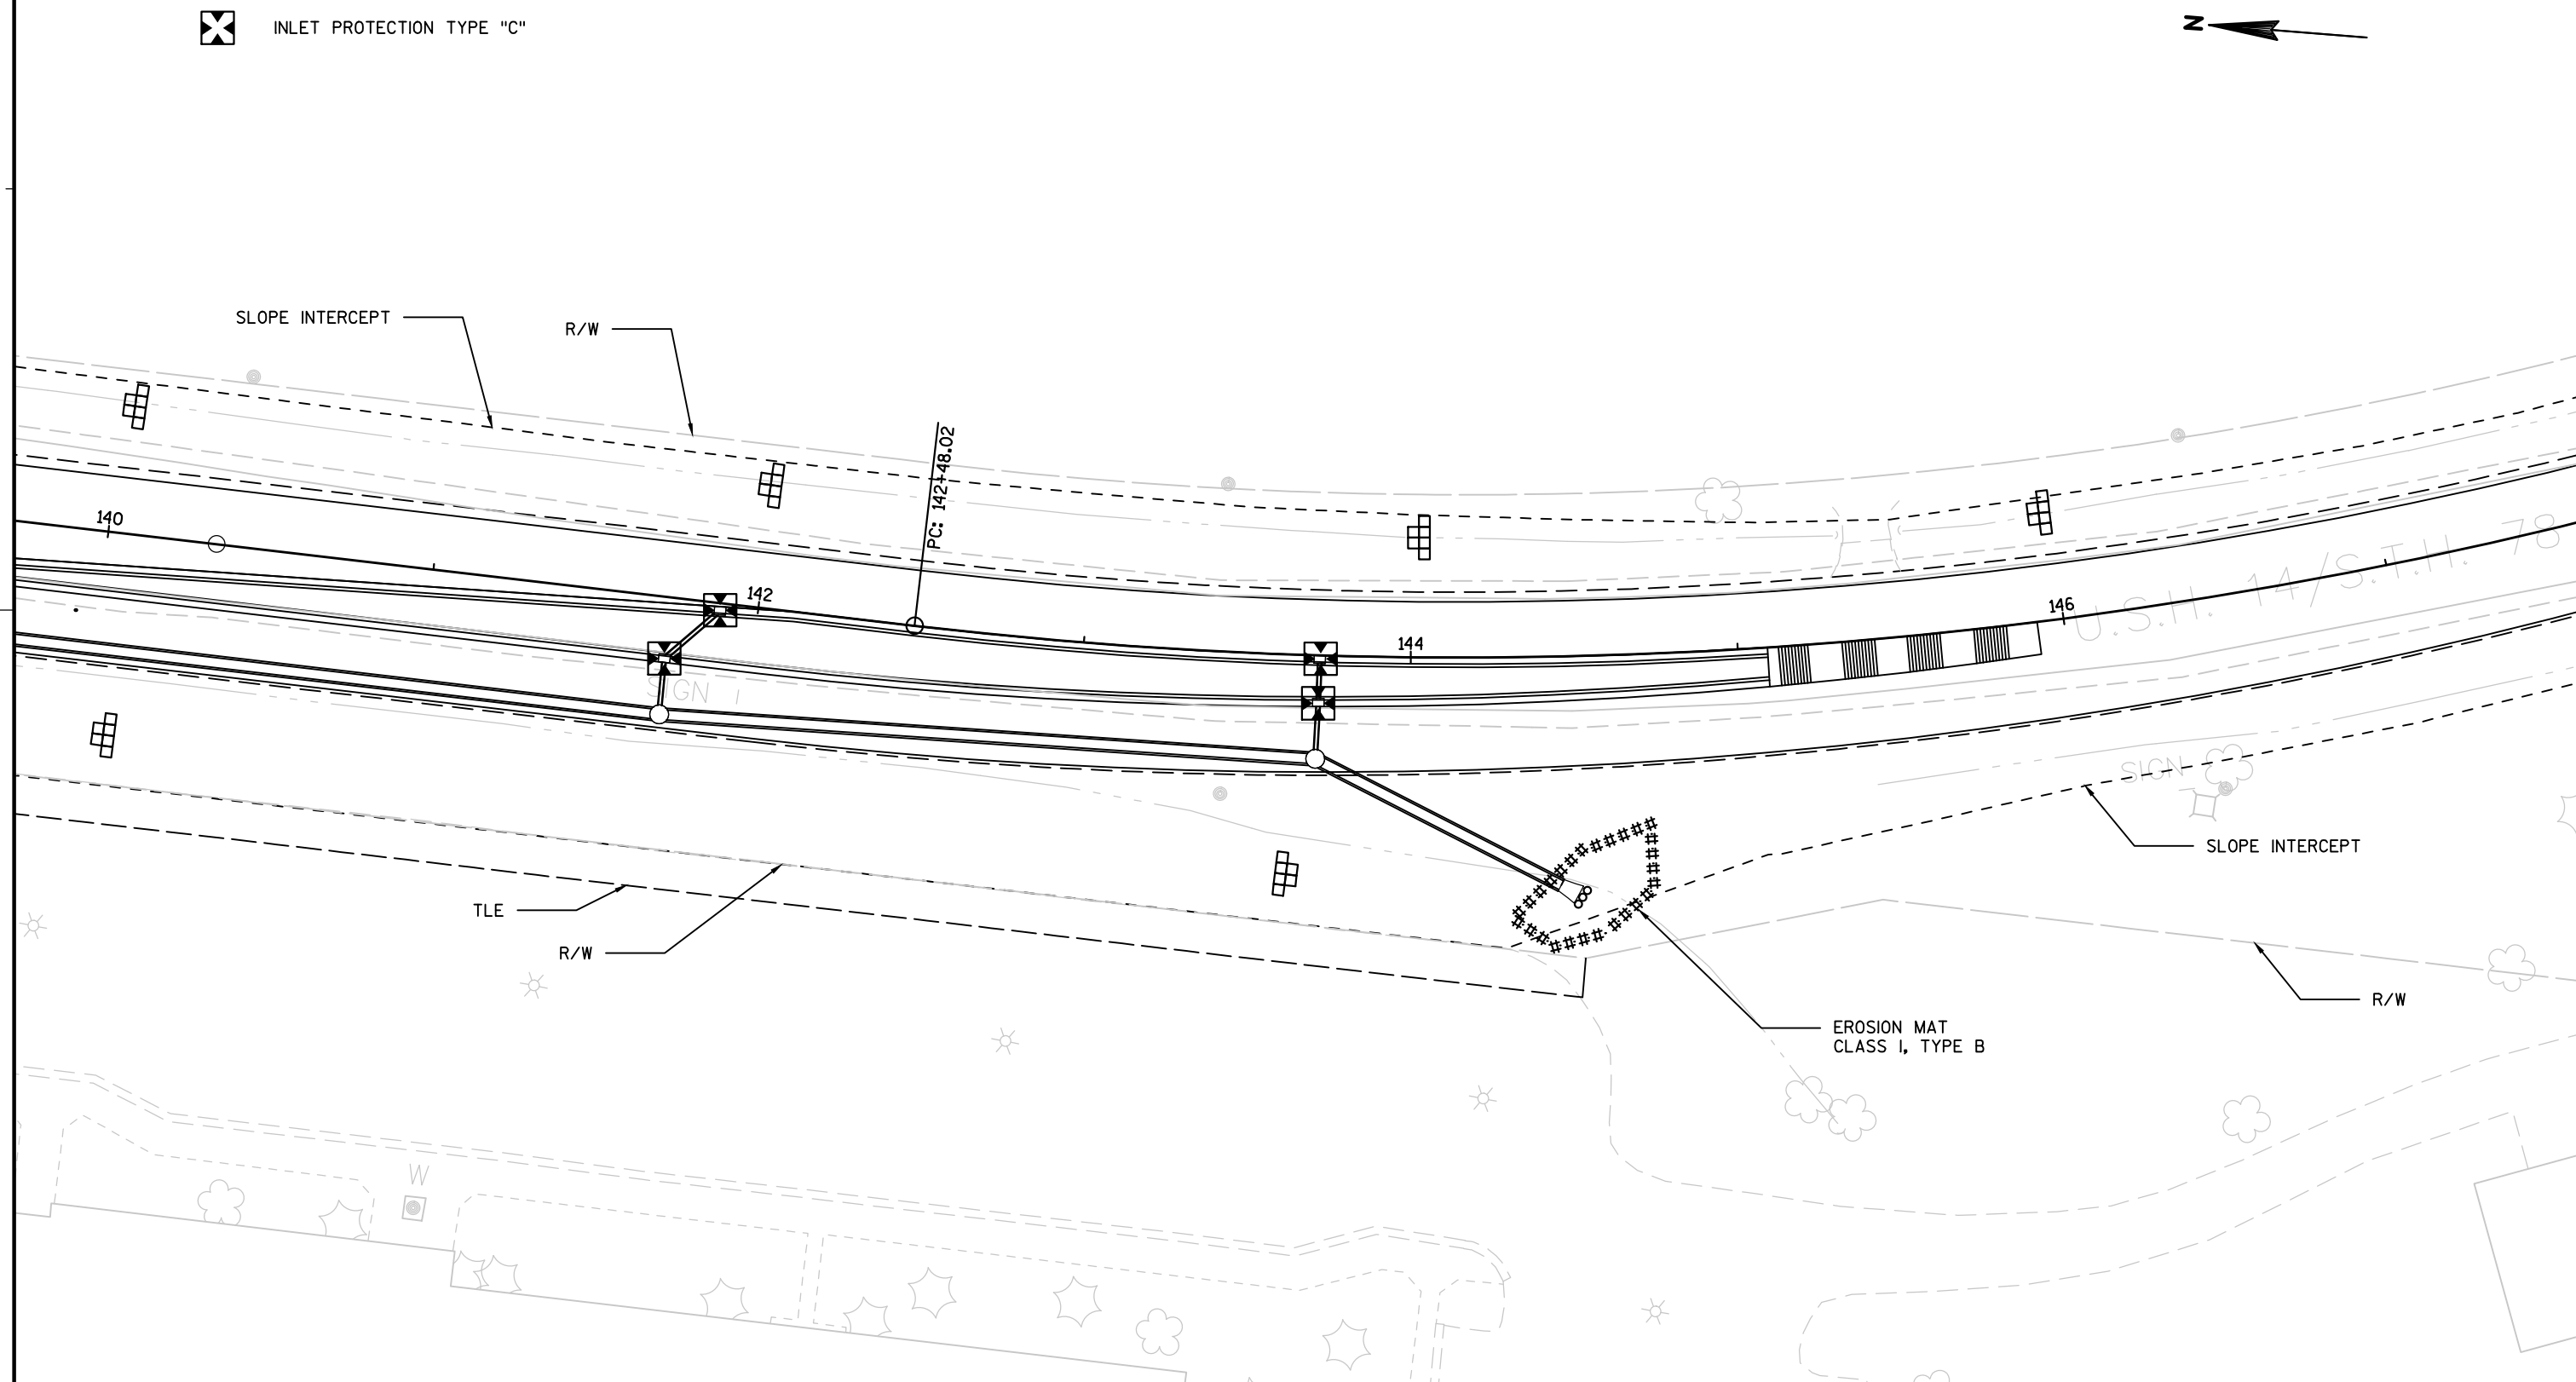 INLET PROTECTION TYPE "C"
N
SLOPE INTERCEPT
R/W
PC: 142+48.02
140
142
144
146
U.S.H. 14/S.T.H. 78
SIGN
SIGN
SLOPE INTERCEPT
TLE
R/W
R/W
EROSION MAT
CLASS I, TYPE B
W